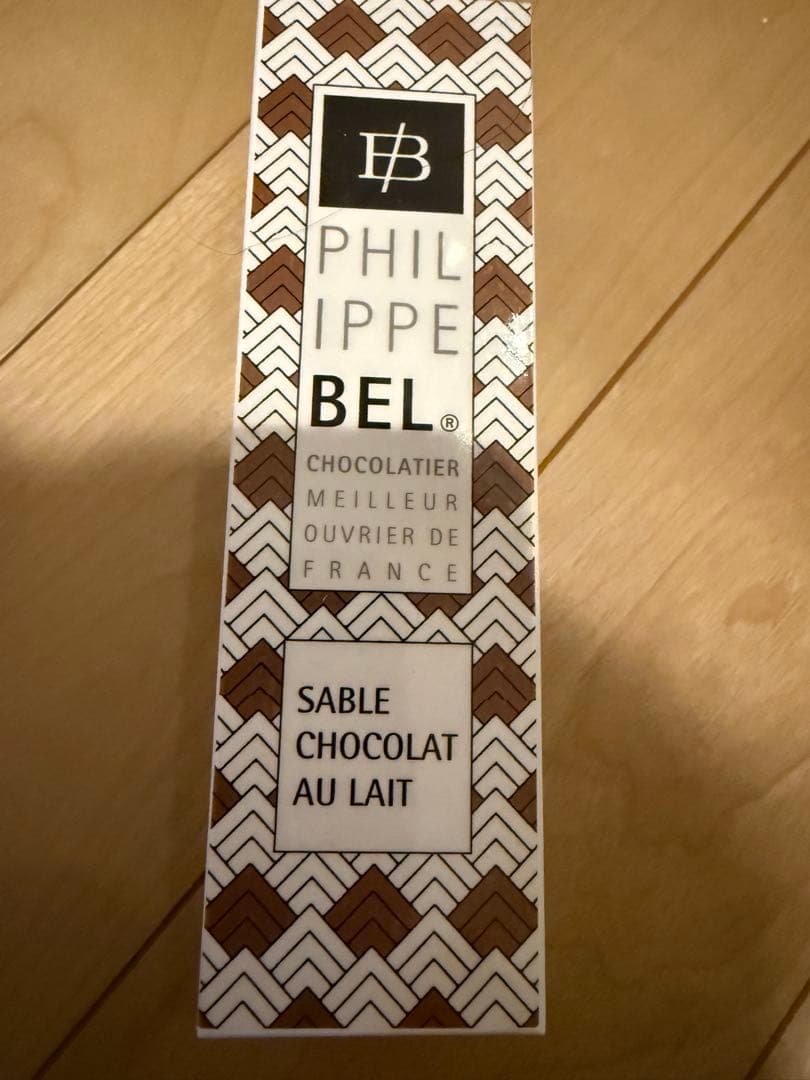 PB
PHIL
IPPE
BEL®
CHOCOLATIER
MEILLEUR
OUVRIER DE
FRANCE
SABLE
CHOCOLAT
AU LAIT